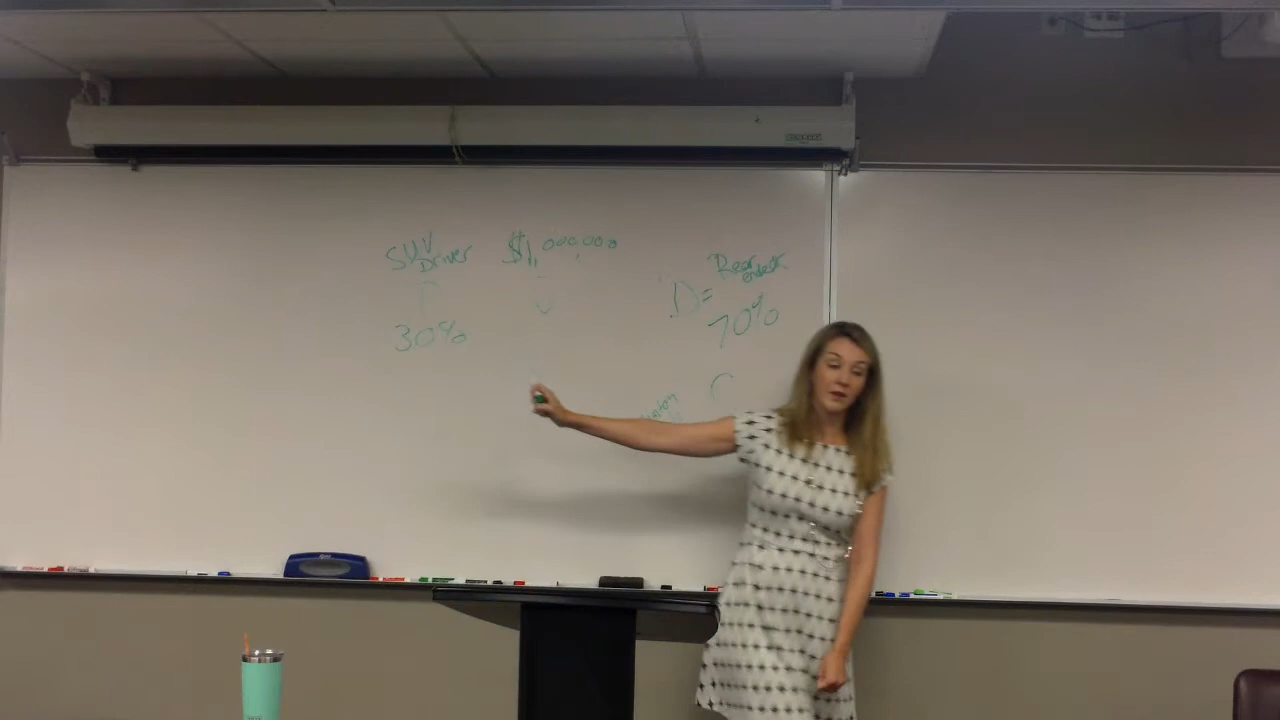 SUV
Driver
$1,000,000
P
30%
Rear
ender
D=
70%